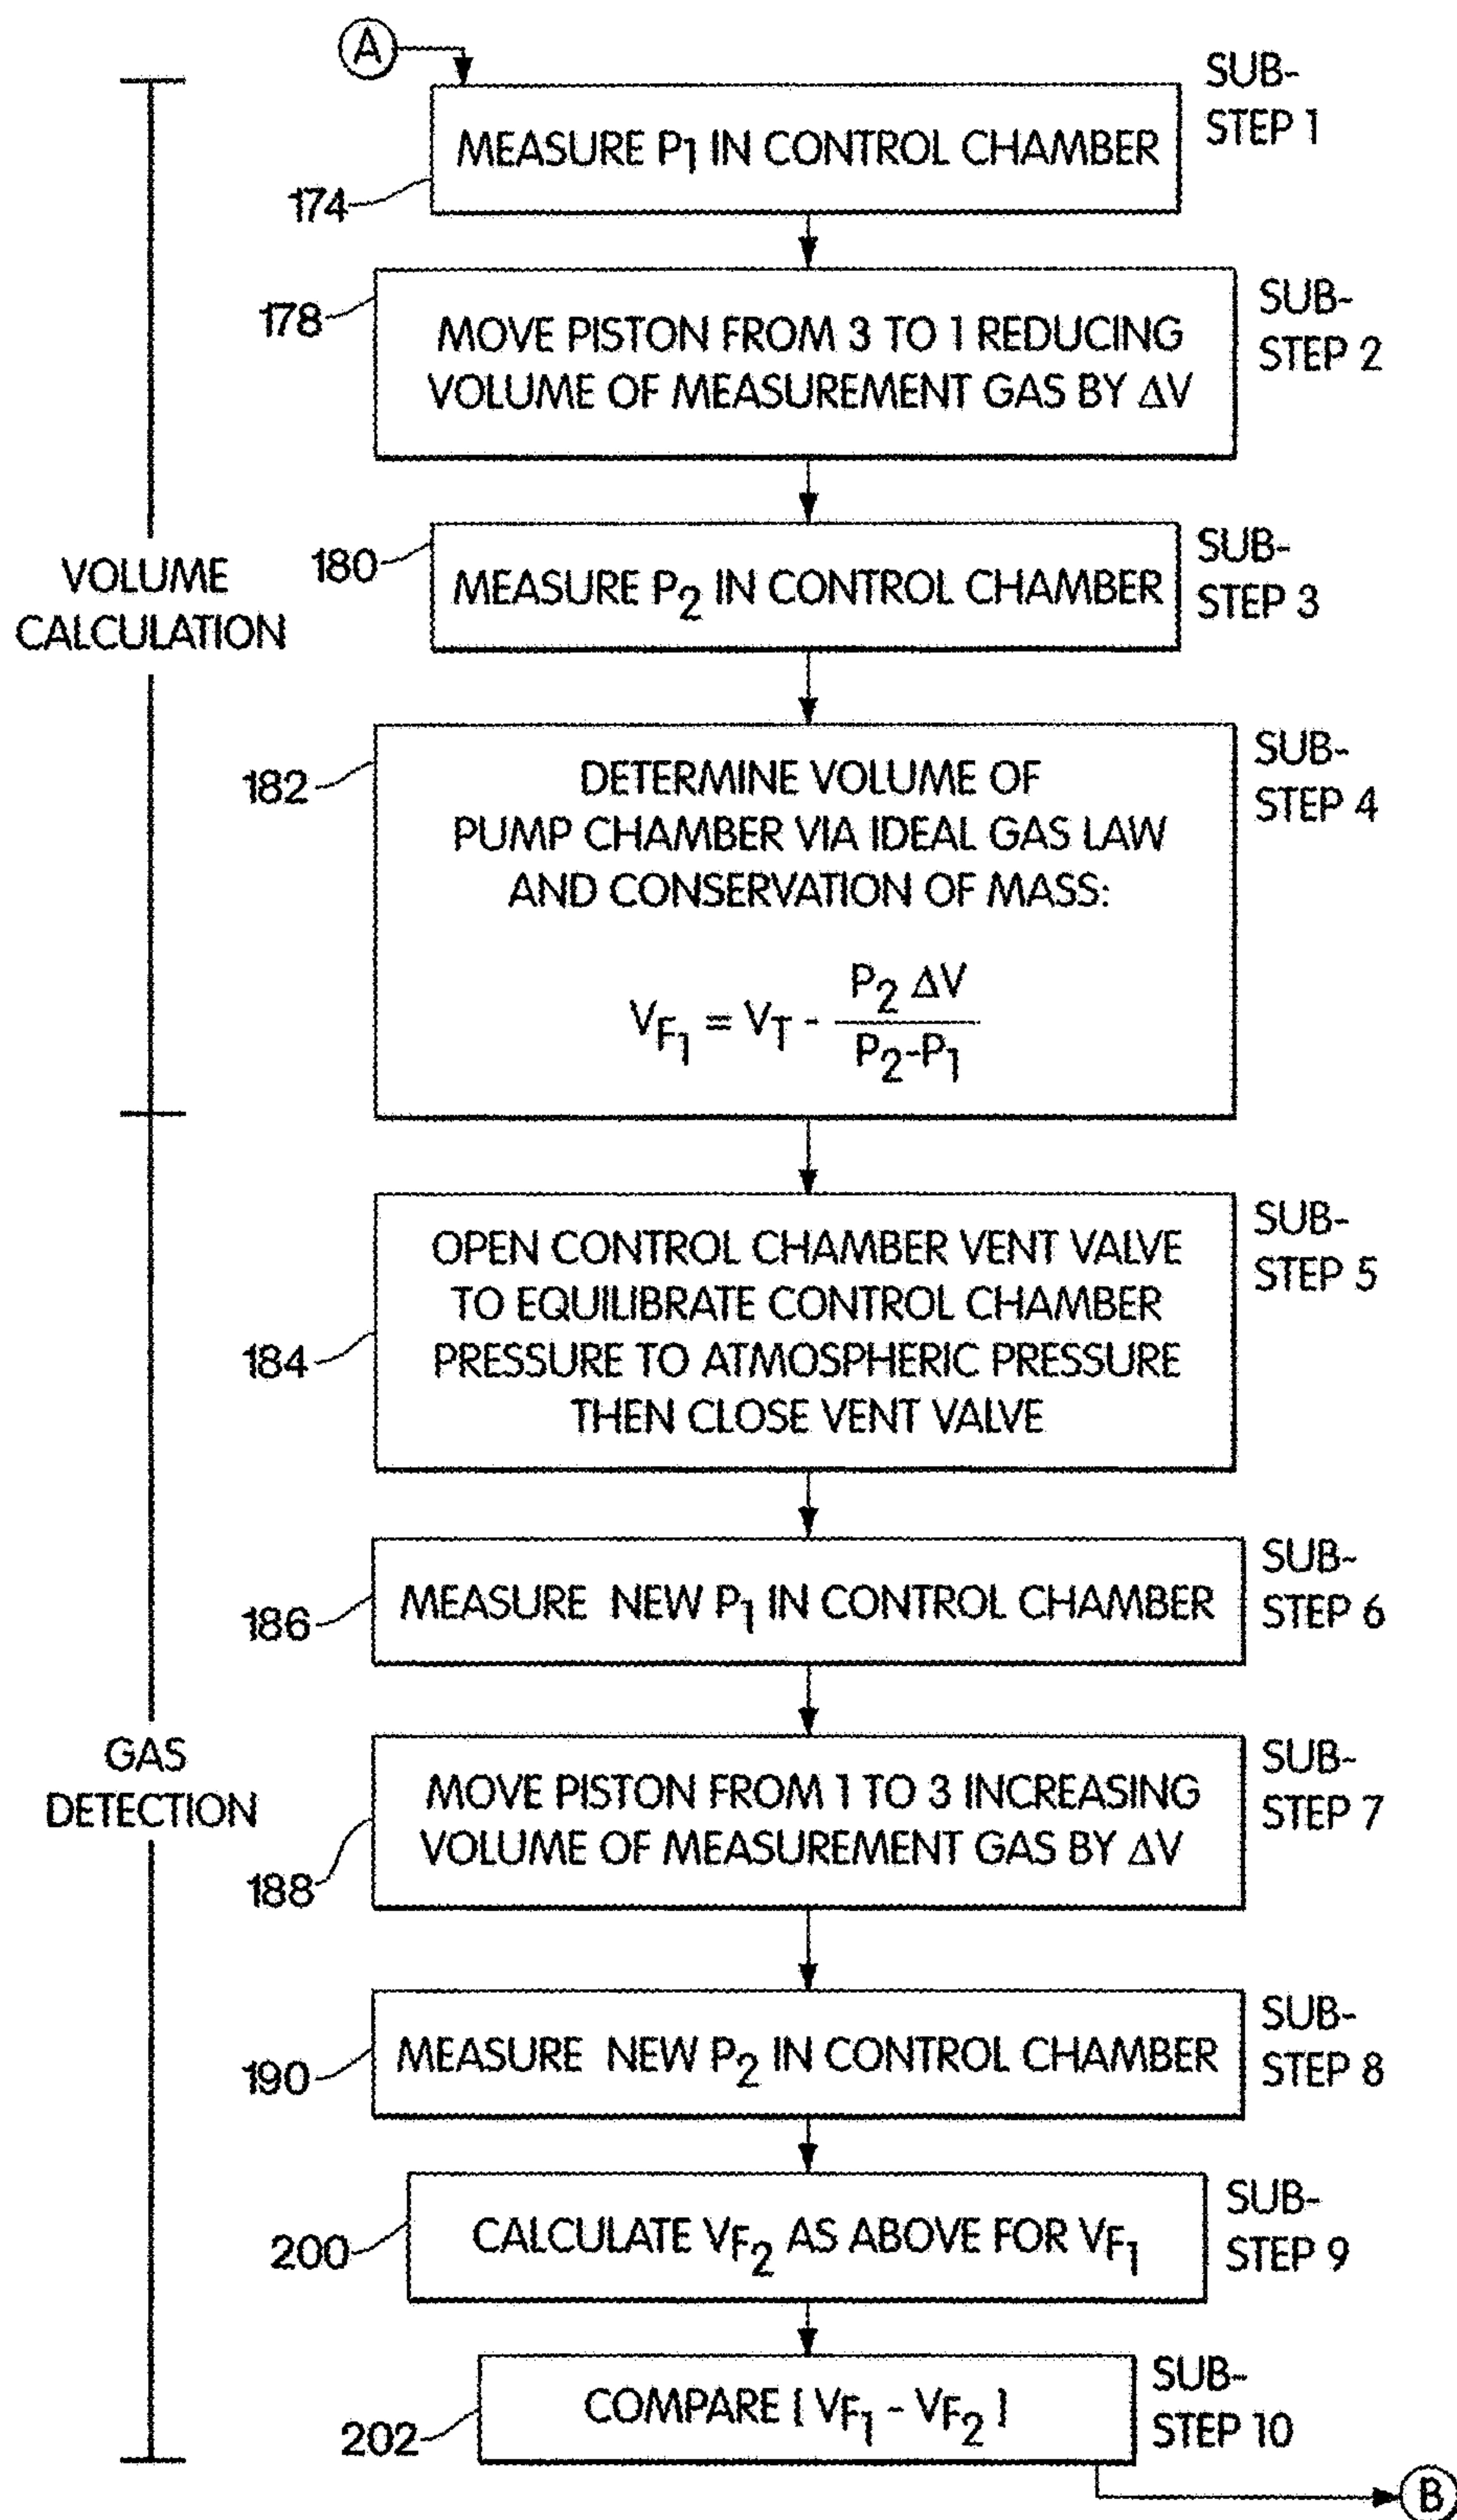 A
SUB-
STEP 1
MEASURE P1 IN CONTROL CHAMBER
174
SUB-
STEP 2
178
MOVE PISTON FROM 3 TO 1 REDUCING
VOLUME OF MEASUREMENT GAS BY ΔV
SUB-
STEP 3
180
MEASURE P2 IN CONTROL CHAMBER
VOLUME
CALCULATION
SUB-
STEP 4
182
DETERMINE VOLUME OF
PUMP CHAMBER VIA IDEAL GAS LAW
AND CONSERVATION OF MASS:
VF1 = VT - P2 ΔV
P2-P1
SUB-
STEP 5
OPEN CONTROL CHAMBER VENT VALVE
TO EQUILIBRATE CONTROL CHAMBER
PRESSURE TO ATMOSPHERIC PRESSURE
THEN CLOSE VENT VALVE
184
SUB-
STEP 6
MEASURE NEW P1 IN CONTROL CHAMBER
186
GAS
DETECTION
SUB-
STEP 7
MOVE PISTON FROM 1 TO 3 INCREASING
VOLUME OF MEASUREMENT GAS BY ΔV
188
SUB-
STEP 8
MEASURE NEW P2 IN CONTROL CHAMBER
190
SUB-
STEP 9
CALCULATE VF2 AS ABOVE FOR VF1
200
SUB-
STEP 10
COMPARE [ VF1 - VF2 ]
202
B